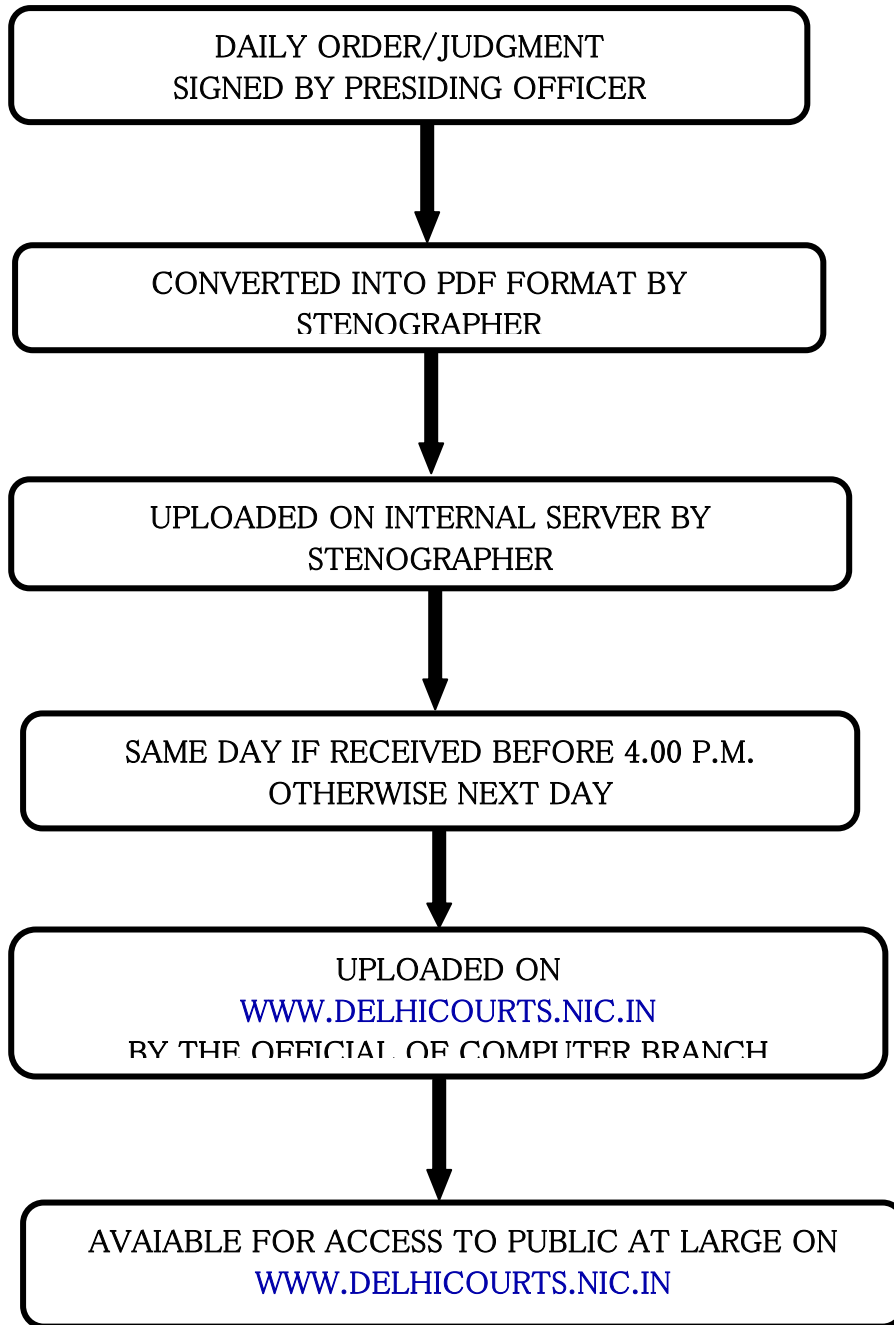 DAILY ORDER/JUDGMENT
SIGNED BY PRESIDING OFFICER
CONVERTED INTO PDF FORMAT BY
STENOGRAPHER
UPLOADED ON INTERNAL SERVER BY
STENOGRAPHER
SAME DAY IF RECEIVED BEFORE 4.00 P.M.
OTHERWISE NEXT DAY
UPLOADED ON
WWW.DELHICOURTS.NIC.IN
BY THE OFFICIAL OF COMPUTER BRANCH
AVAIABLE FOR ACCESS TO PUBLIC AT LARGE ON
WWW.DELHICOURTS.NIC.IN